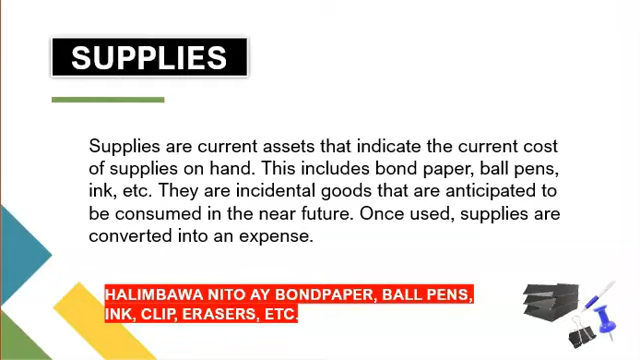 SUPPLIES
Supplies are current assets that indicate the current cost
of supplies on hand. This includes bond paper, ball pens,
ink, etc. They are incidental goods that are anticipated to
be consumed in the near future. Once used, supplies are
converted into an expense.
HALIMBAWA NITO AY BONDPAPER, BALL PENS,
INK, CLIP, ERASERS, ETC.